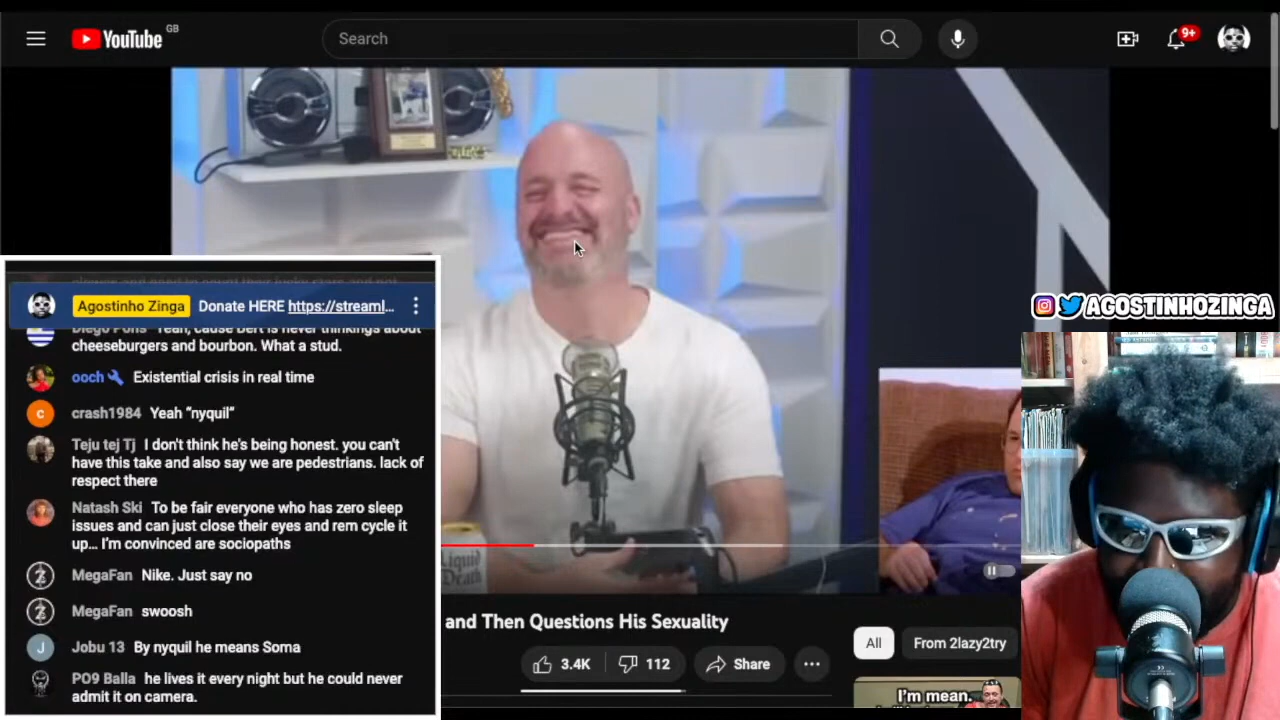 YouTube GB
Search
9+
Agostinho Zinga Donate HERE https://streaml...
Diego Pons Yeah, cause Bert is never thinkings about
cheeseburgers and bourbon. What a stud.
ooch Existential crisis in real time
C crash1984 Yeah “nyquil”
Teju tej Tj I don't think he's being honest. you can't
have this take and also say we are pedestrians. lack of
respect there
Natash Ski To be fair everyone who has zero sleep
issues and can just close their eyes and rem cycle it
up... I'm convinced are sociopaths
MegaFan Nike. Just say no
MegaFan swoosh
J Jobu 13 By nyquil he means Soma
PO9 Balla he lives it every night but he could never
admit it on camera.
Liquid
Death
and Then Questions His Sexuality
3.4K 112 Share
All From 2lazy2try
I'm mean.
AGOSTINHOZINGA